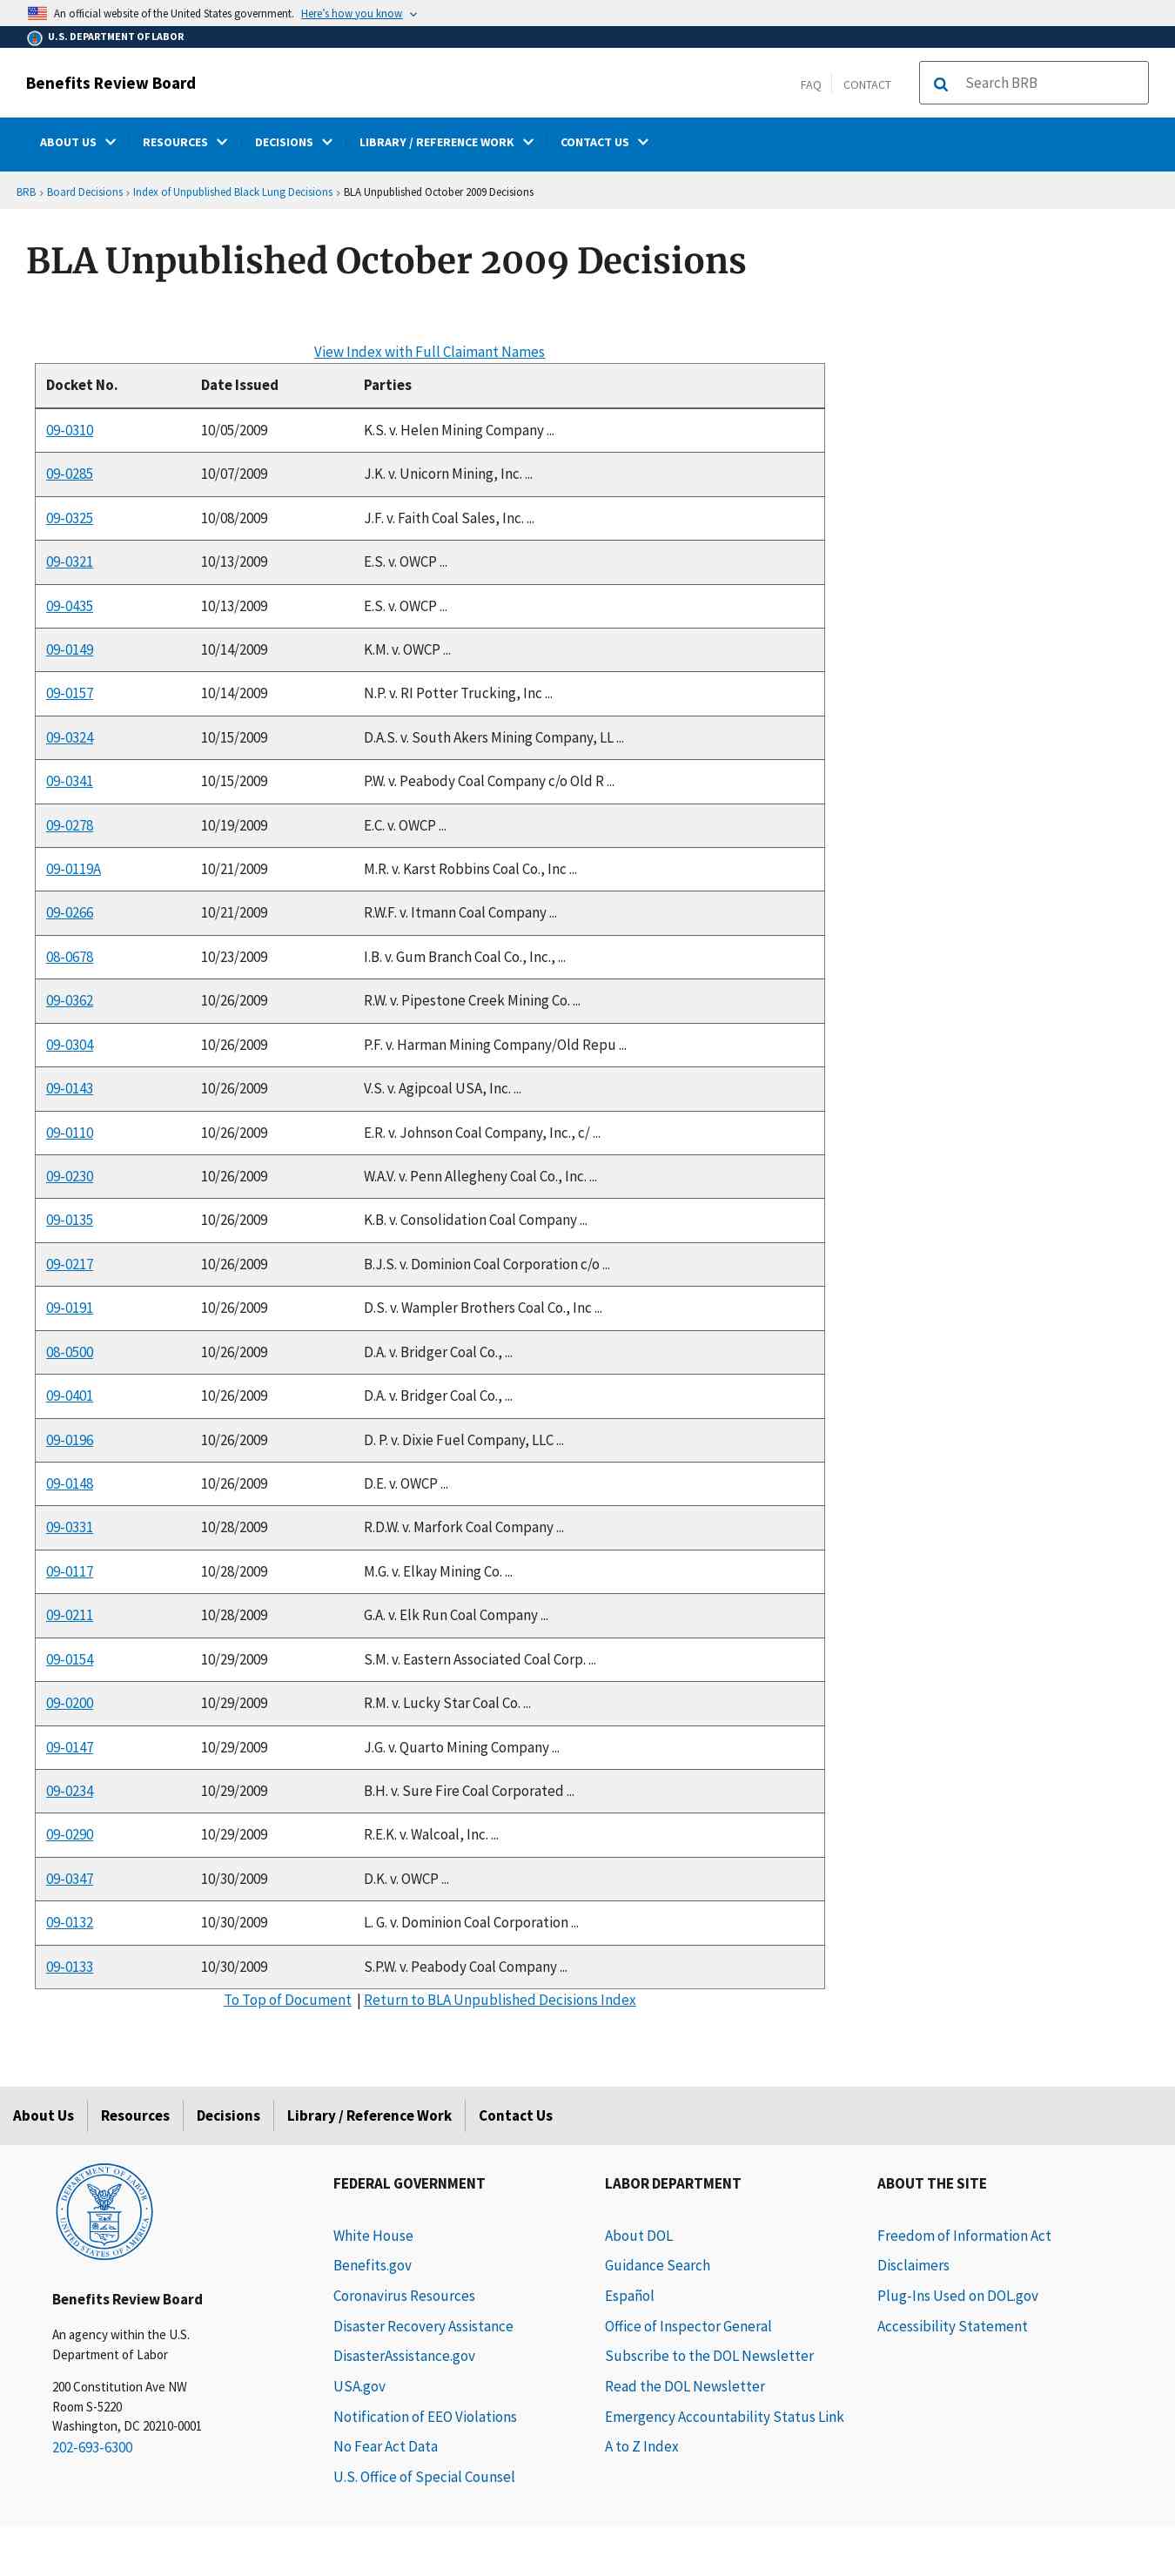 An official website of the United States government. Here's how you know
U.S. DEPARTMENT OF LABOR
Benefits Review Board
FAQ CONTACT Search BRB
ABOUT US RESOURCES DECISIONS LIBRARY / REFERENCE WORK CONTACT US
BRB › Board Decisions › Index of Unpublished Black Lung Decisions › BLA Unpublished October 2009 Decisions
BLA Unpublished October 2009 Decisions
View Index with Full Claimant Names
Docket No. Date Issued Parties
09-0310 10/05/2009 K.S. v. Helen Mining Company ...
09-0285 10/07/2009 J.K. v. Unicorn Mining, Inc. ...
09-0325 10/08/2009 J.F. v. Faith Coal Sales, Inc. ...
09-0321 10/13/2009 E.S. v. OWCP ...
09-0435 10/13/2009 E.S. v. OWCP ...
09-0149 10/14/2009 K.M. v. OWCP ...
09-0157 10/14/2009 N.P. v. RI Potter Trucking, Inc ...
09-0324 10/15/2009 D.A.S. v. South Akers Mining Company, LL ...
09-0341 10/15/2009 P.W. v. Peabody Coal Company c/o Old R ...
09-0278 10/19/2009 E.C. v. OWCP ...
09-0119A 10/21/2009 M.R. v. Karst Robbins Coal Co., Inc ...
09-0266 10/21/2009 R.W.F. v. Itmann Coal Company ...
08-0678 10/23/2009 I.B. v. Gum Branch Coal Co., Inc., ...
09-0362 10/26/2009 R.W. v. Pipestone Creek Mining Co. ...
09-0304 10/26/2009 P.F. v. Harman Mining Company/Old Repu ...
09-0143 10/26/2009 V.S. v. Agipcoal USA, Inc. ...
09-0110 10/26/2009 E.R. v. Johnson Coal Company, Inc., c/ ...
09-0230 10/26/2009 W.A.V. v. Penn Allegheny Coal Co., Inc. ...
09-0135 10/26/2009 K.B. v. Consolidation Coal Company ...
09-0217 10/26/2009 B.J.S. v. Dominion Coal Corporation c/o ...
09-0191 10/26/2009 D.S. v. Wampler Brothers Coal Co., Inc ...
08-0500 10/26/2009 D.A. v. Bridger Coal Co., ...
09-0401 10/26/2009 D.A. v. Bridger Coal Co., ...
09-0196 10/26/2009 D. P. v. Dixie Fuel Company, LLC ...
09-0148 10/26/2009 D.E. v. OWCP ...
09-0331 10/28/2009 R.D.W. v. Marfork Coal Company ...
09-0117 10/28/2009 M.G. v. Elkay Mining Co. ...
09-0211 10/28/2009 G.A. v. Elk Run Coal Company ...
09-0154 10/29/2009 S.M. v. Eastern Associated Coal Corp. ...
09-0200 10/29/2009 R.M. v. Lucky Star Coal Co. ...
09-0147 10/29/2009 J.G. v. Quarto Mining Company ...
09-0234 10/29/2009 B.H. v. Sure Fire Coal Corporated ...
09-0290 10/29/2009 R.E.K. v. Walcoal, Inc. ...
09-0347 10/30/2009 D.K. v. OWCP ...
09-0132 10/30/2009 L. G. v. Dominion Coal Corporation ...
09-0133 10/30/2009 S.P.W. v. Peabody Coal Company ...
To Top of Document | Return to BLA Unpublished Decisions Index
About Us Resources Decisions Library / Reference Work Contact Us
DEPARTMENT OF LABOR
UNITED STATES OF AMERICA
Benefits Review Board
An agency within the U.S.
Department of Labor
200 Constitution Ave NW
Room S-5220
Washington, DC 20210-0001
202-693-6300
FEDERAL GOVERNMENT
White House
Benefits.gov
Coronavirus Resources
Disaster Recovery Assistance
DisasterAssistance.gov
USA.gov
Notification of EEO Violations
No Fear Act Data
U.S. Office of Special Counsel
LABOR DEPARTMENT
About DOL
Guidance Search
Español
Office of Inspector General
Subscribe to the DOL Newsletter
Read the DOL Newsletter
Emergency Accountability Status Link
A to Z Index
ABOUT THE SITE
Freedom of Information Act
Disclaimers
Plug-Ins Used on DOL.gov
Accessibility Statement